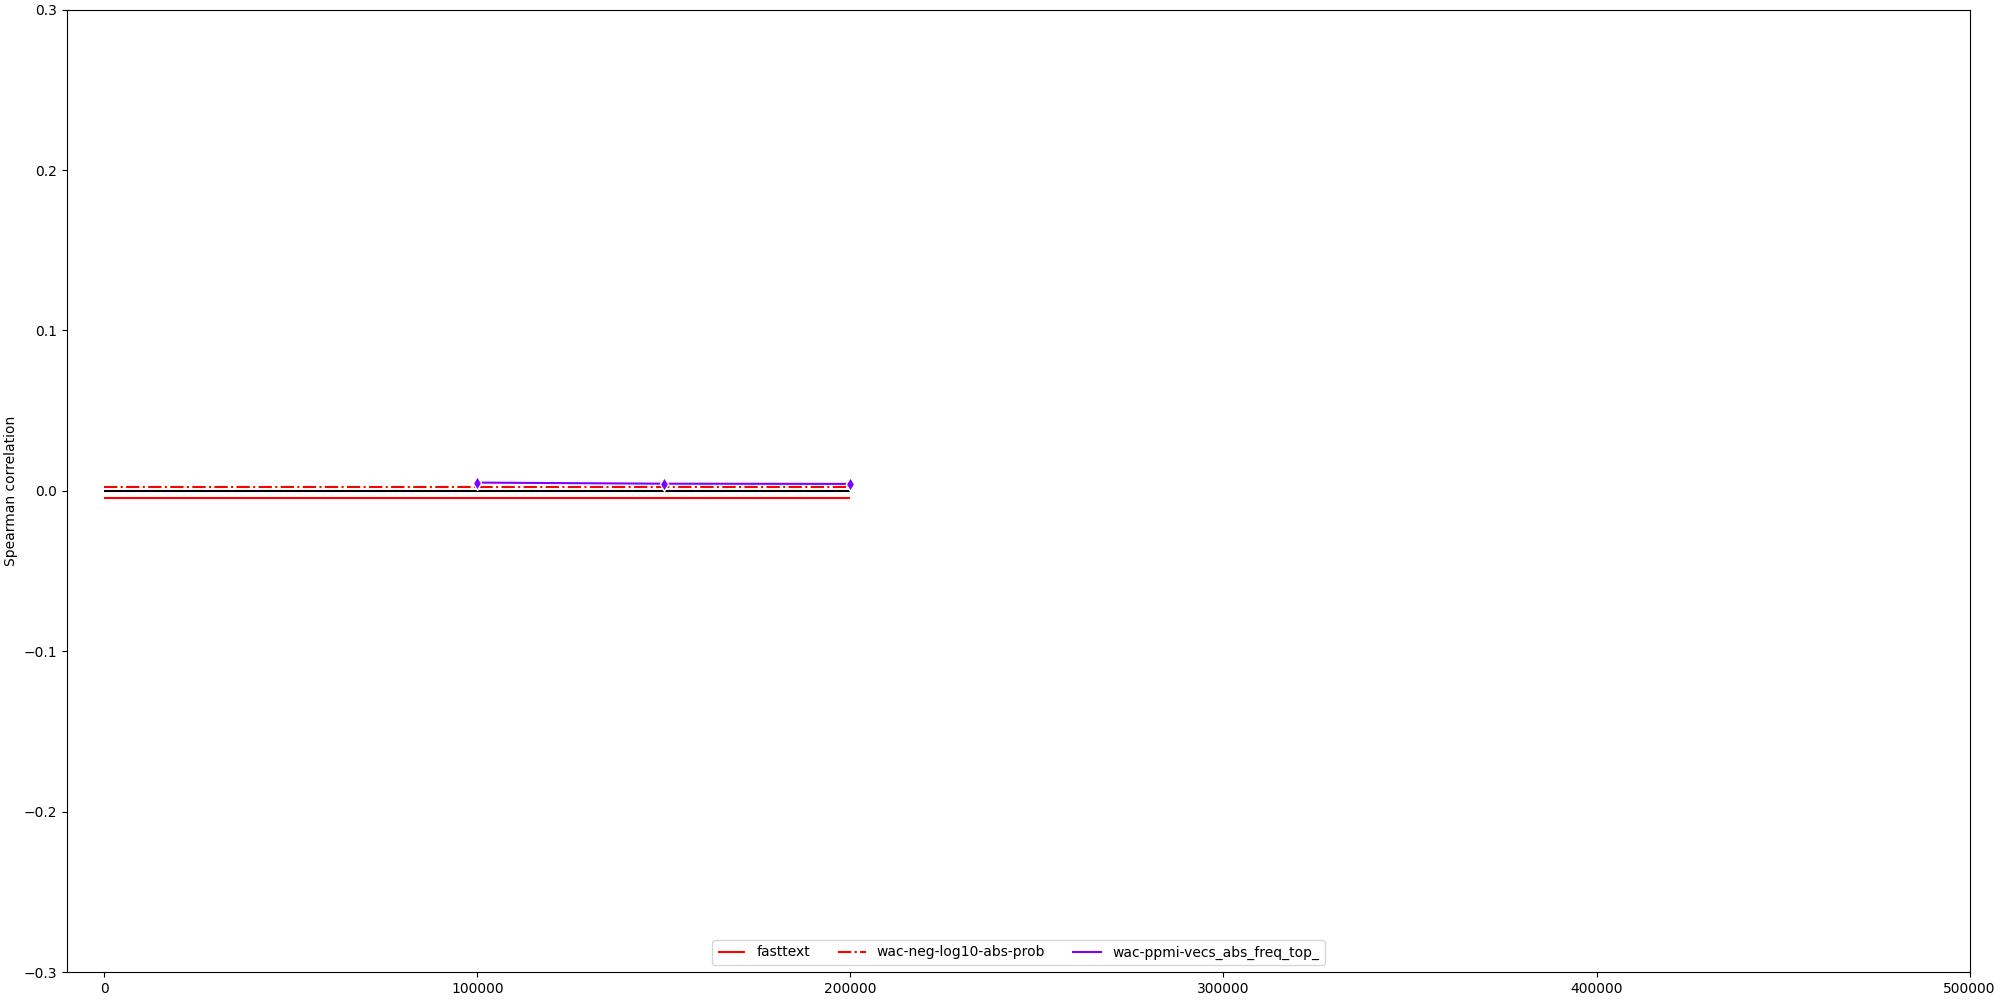 0.3
0.2
0.1
0.0
−0.1
−0.2
−0.3
Spearman correlation
fasttext wac-neg-log10-abs-prob wac-ppmi-vecs_abs_freq_top_
0 100000 200000 300000 400000 500000